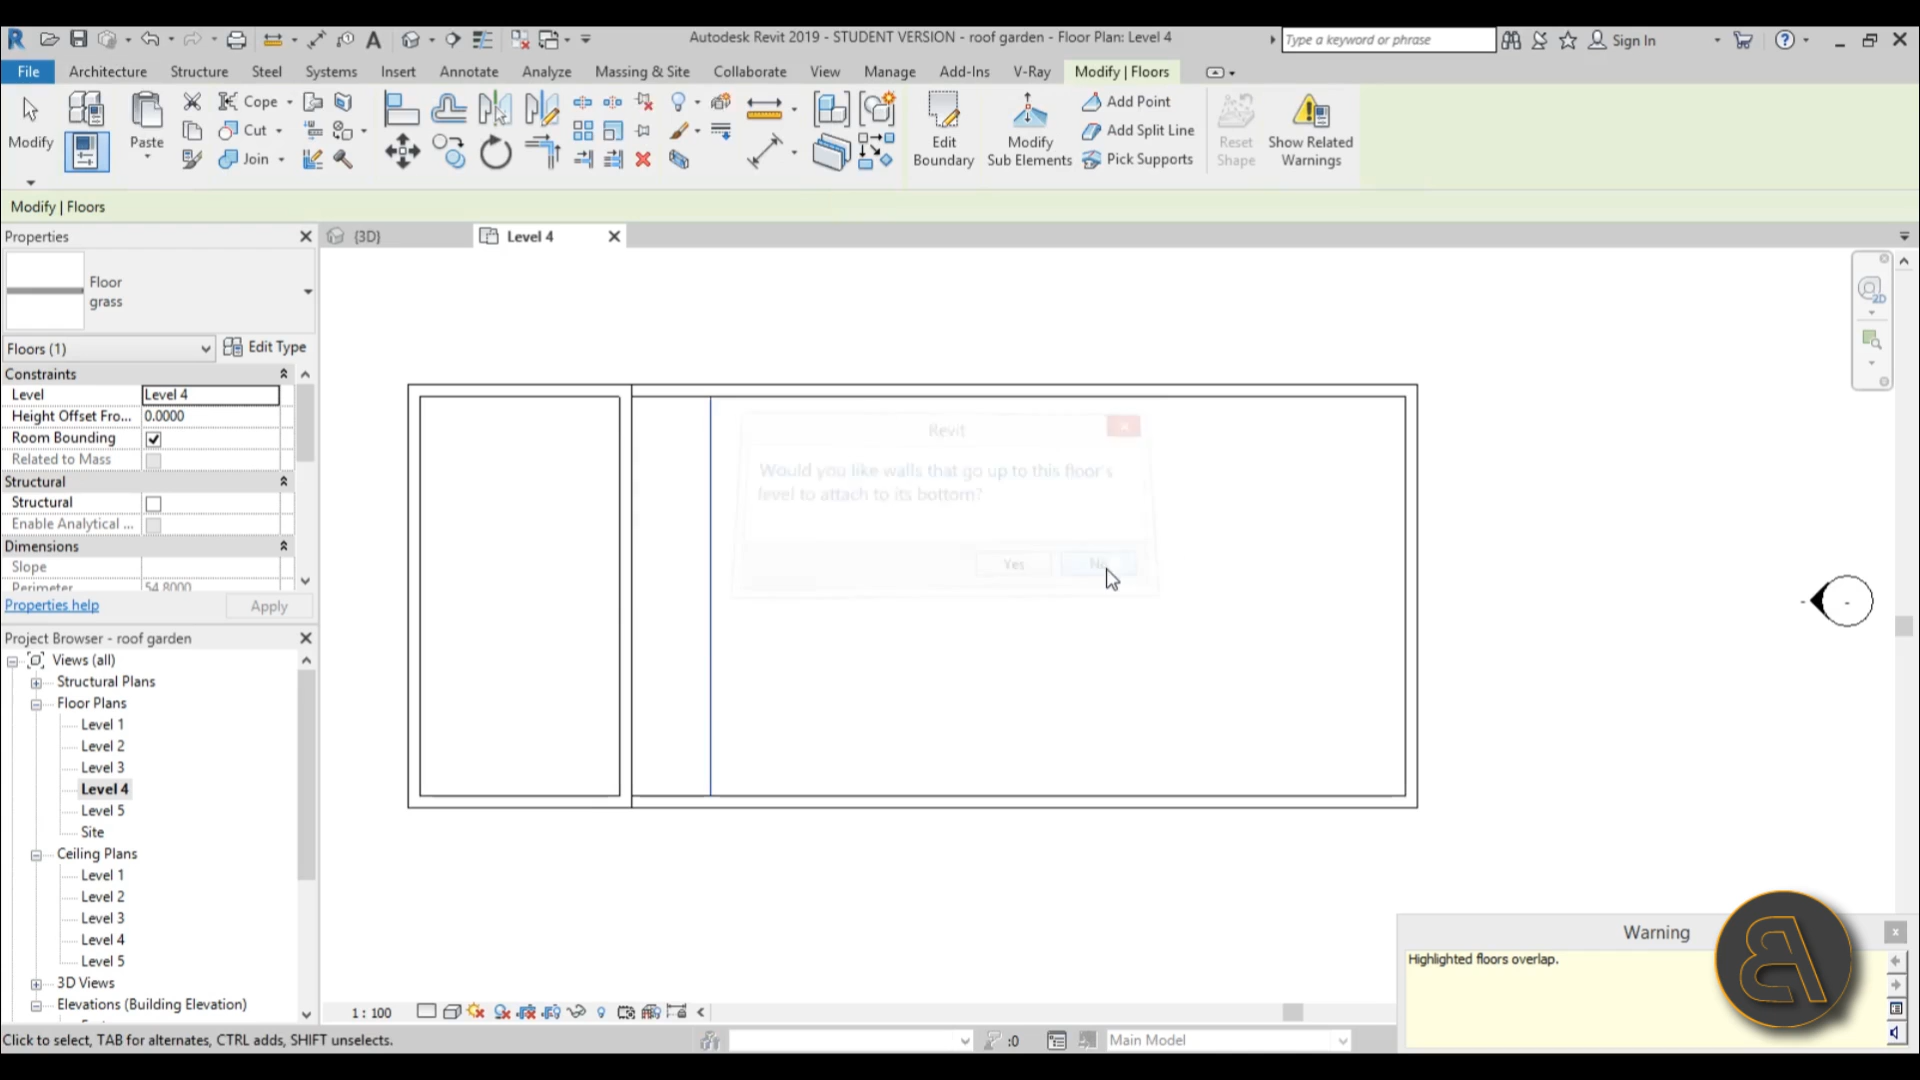 Autodesk Revit 2019 - STUDENT VERSION - roof garden - Floor Plan: Level 4
Type a keyword or phrase
Sign In
File Architecture Structure Steel Systems Insert Annotate Analyze Massing & Site Collaborate View Manage Add-Ins V-Ray Modify | Floors
Modify
Paste
Cope
Cut
Join
Edit Boundary
Modify Sub Elements
Add Point
Add Split Line
Pick Supports
Reset Shape
Show Related Warnings
Modify | Floors
Properties
{3D}
Level 4
Floor
grass
Floors (1)
Edit Type
Constraints
Level Level 4
Height Offset Fro... 0.0000
Room Bounding
Related to Mass
Structural
Structural
Enable Analytical ...
Dimensions
Slope
Perimeter 54.8000
Properties help
Apply
Revit
Would you like walls that go up to this floor's
level to attach to its bottom?
Yes
No
Project Browser - roof garden
Views (all)
Structural Plans
Floor Plans
Level 1
Level 2
Level 3
Level 4
Level 5
Site
Ceiling Plans
Level 1
Level 2
Level 3
Level 4
Level 5
3D Views
Elevations (Building Elevation)
1 : 100
Warning
Highlighted floors overlap.
Click to select, TAB for alternates, CTRL adds, SHIFT unselects.
:0
Main Model